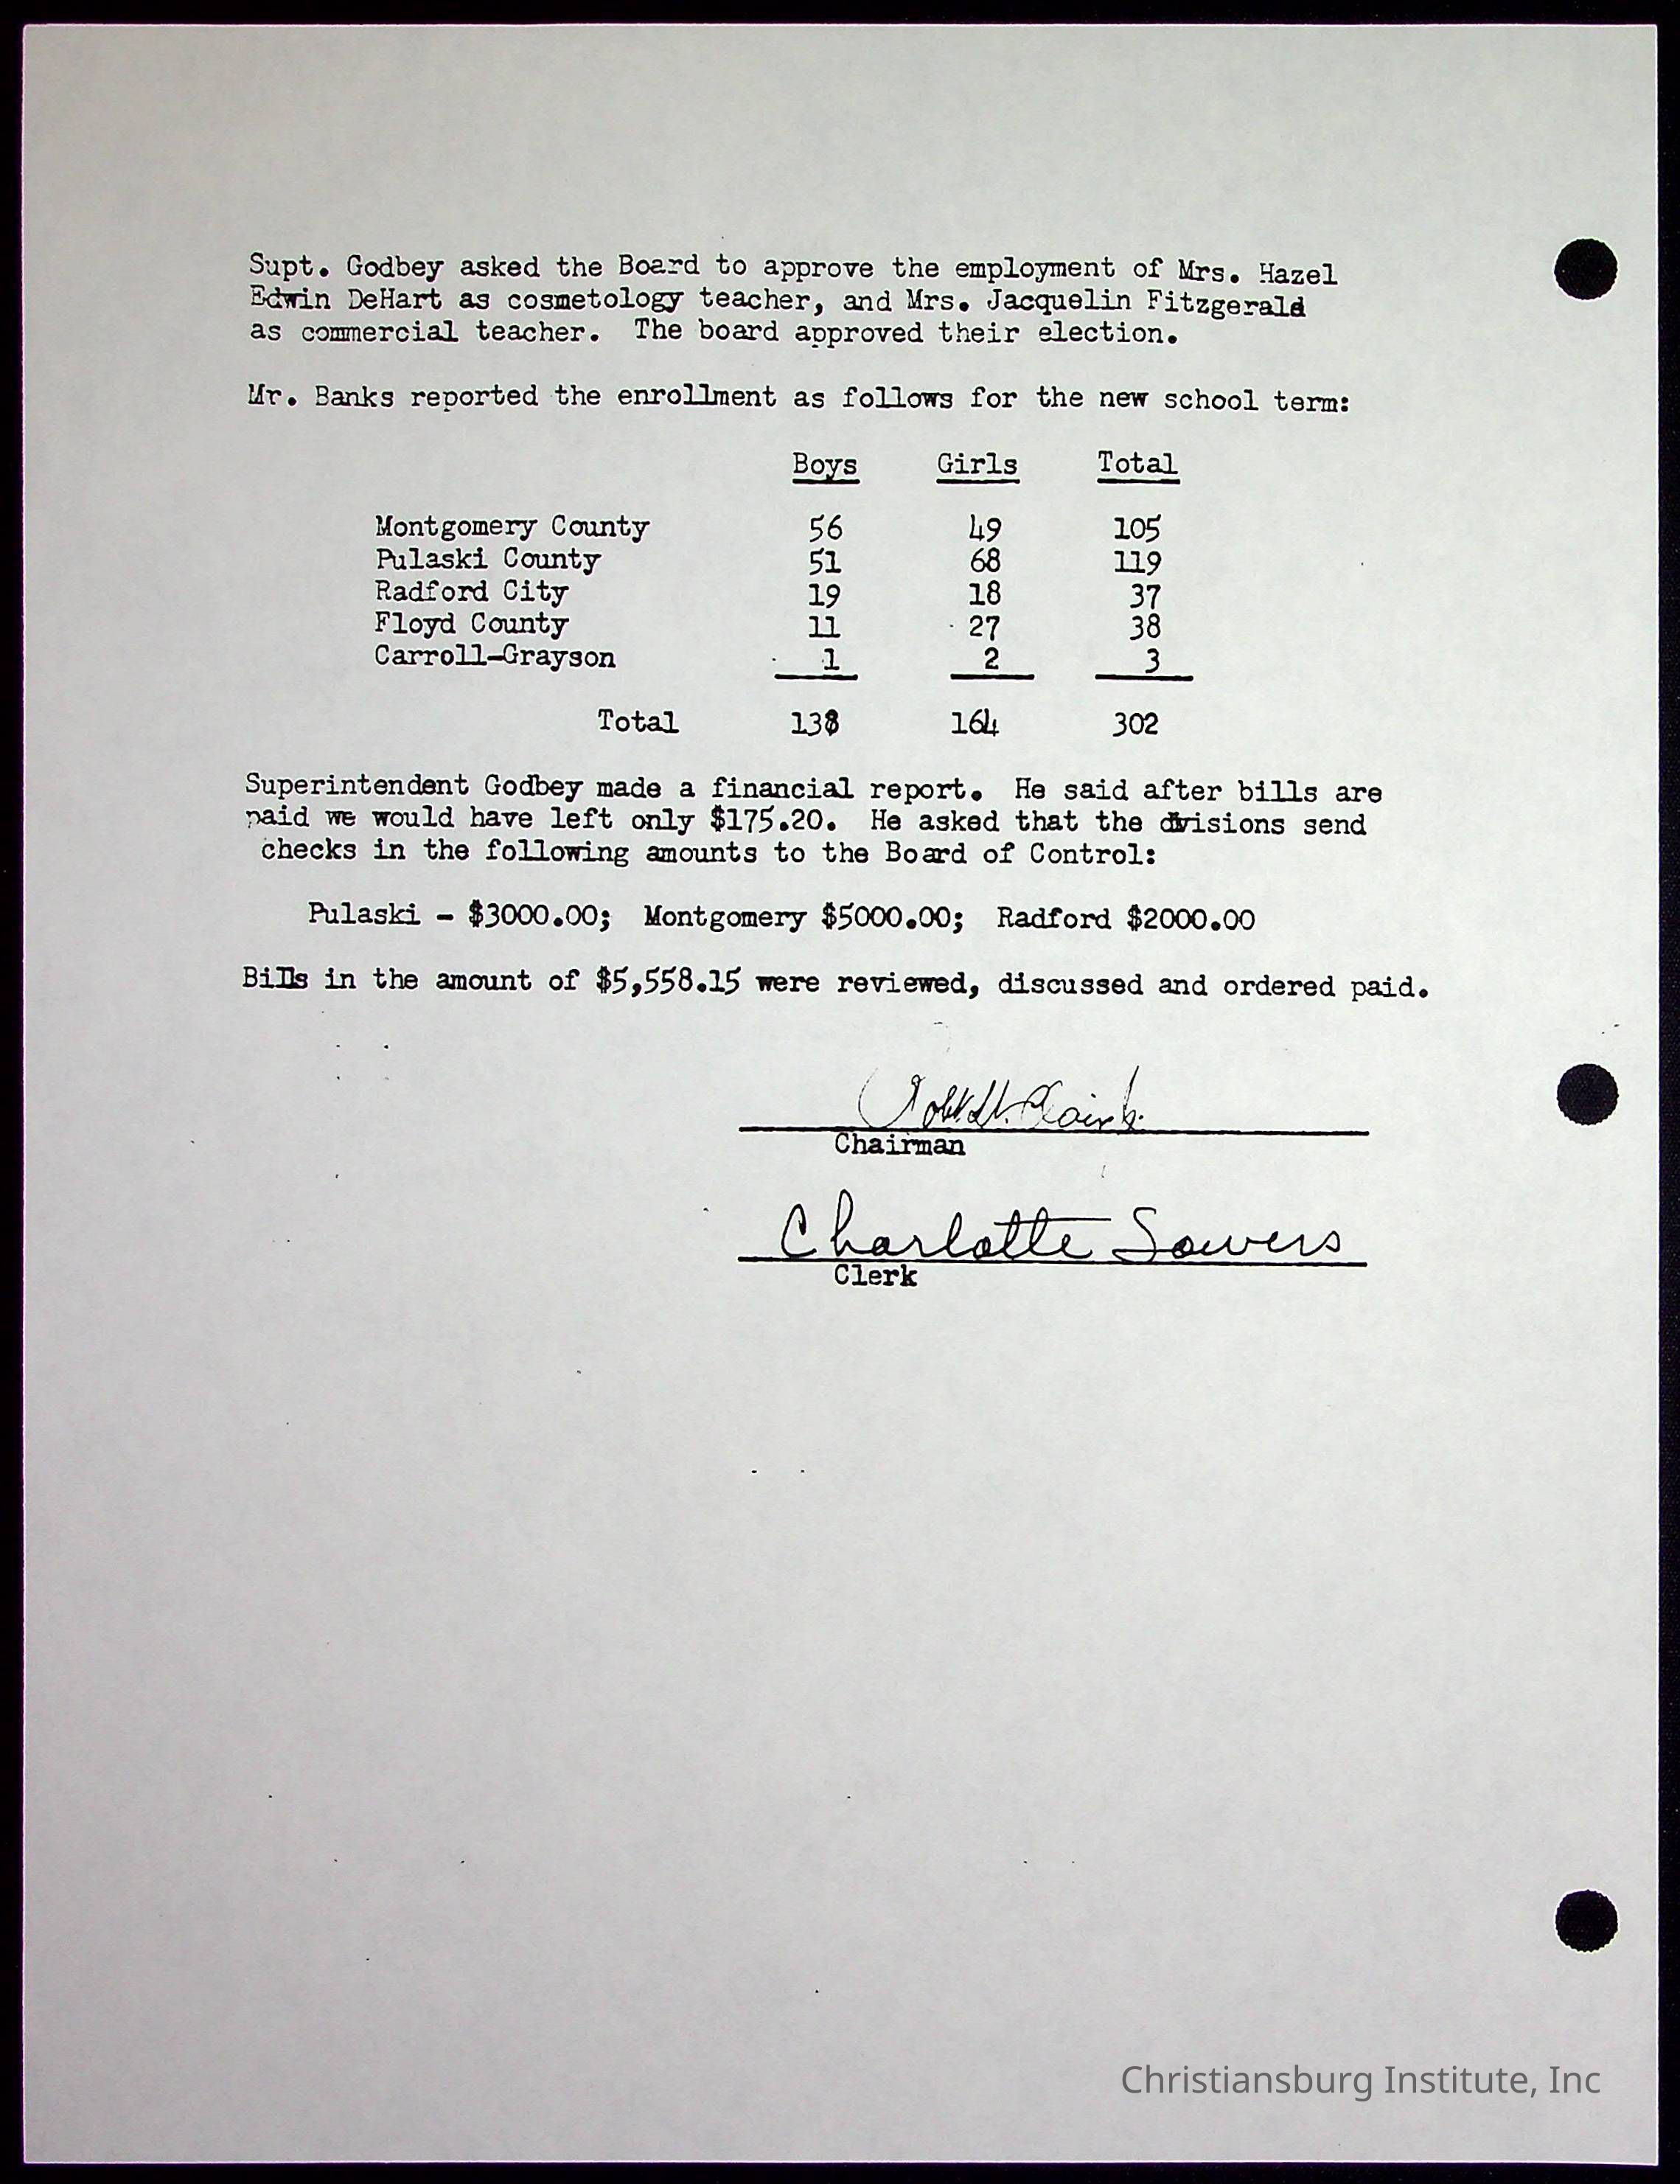 Supt. Godbey asked the Board to approve the employment of Mrs. Hazel
Edwin DeHart as cosmetology teacher, and Mrs. Jacquelin Fitzgerald
as commercial teacher. The board approved their election.
Mr. Banks reported the enrollment as follows for the new school term:
Boys Girls Total
Montgomery County 56 49 105
Pulaski County 51 68 119
Radford City 19 18 37
Floyd County 11 27 38
Carroll-Grayson 1 2 3
Total 138 164 302
Superintendent Godbey made a financial report. He said after bills are
paid we would have left only $175.20. He asked that the divisions send
checks in the following amounts to the Board of Control:
Pulaski - $3000.00; Montgomery $5000.00; Radford $2000.00
Bills in the amount of $5,558.15 were reviewed, discussed and ordered paid.
Chairman
Charlotte Sowers
Clerk
Christiansburg Institute, Inc